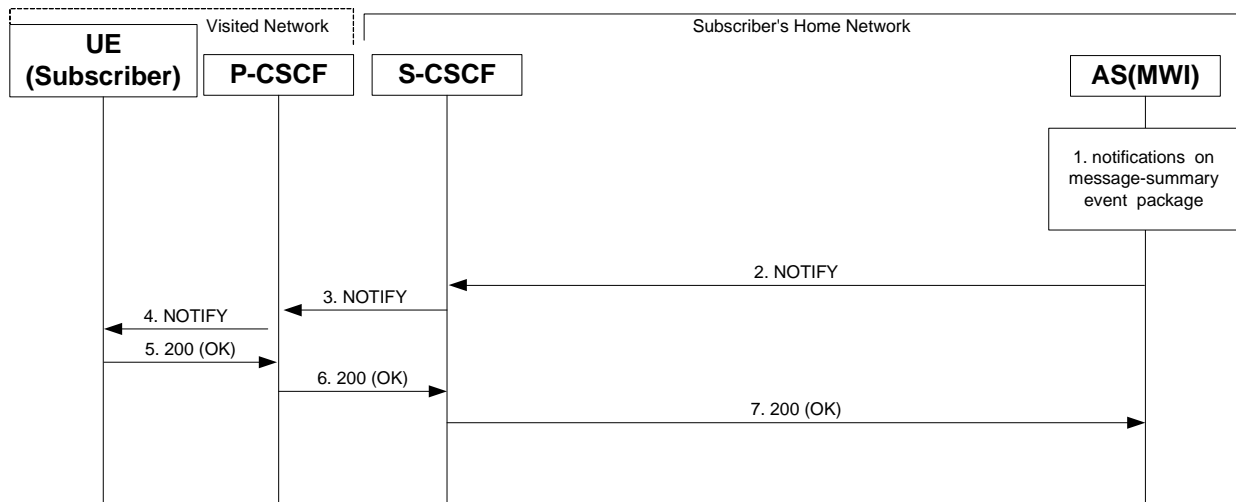 Visited Network
Subscriber's Home Network
UE
(Subscriber)
P-CSCF
S-CSCF
AS(MWI)
1. notifications on
message-summary
event package
2. NOTIFY
3. NOTIFY
4. NOTIFY
5. 200 (OK)
6. 200 (OK)
7. 200 (OK)